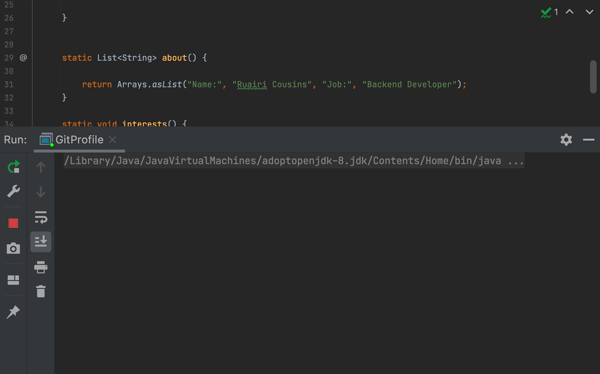 25
26 }
27
28
29 @ static List<String> about() {
30
31 return Arrays.asList("Name:", "Ruairi Cousins", "Job:", "Backend Developer");
32 }
33
34 static void interests() {
1
Run: GitProfile
/Library/Java/JavaVirtualMachines/adoptopenjdk-8.jdk/Contents/Home/bin/java ...